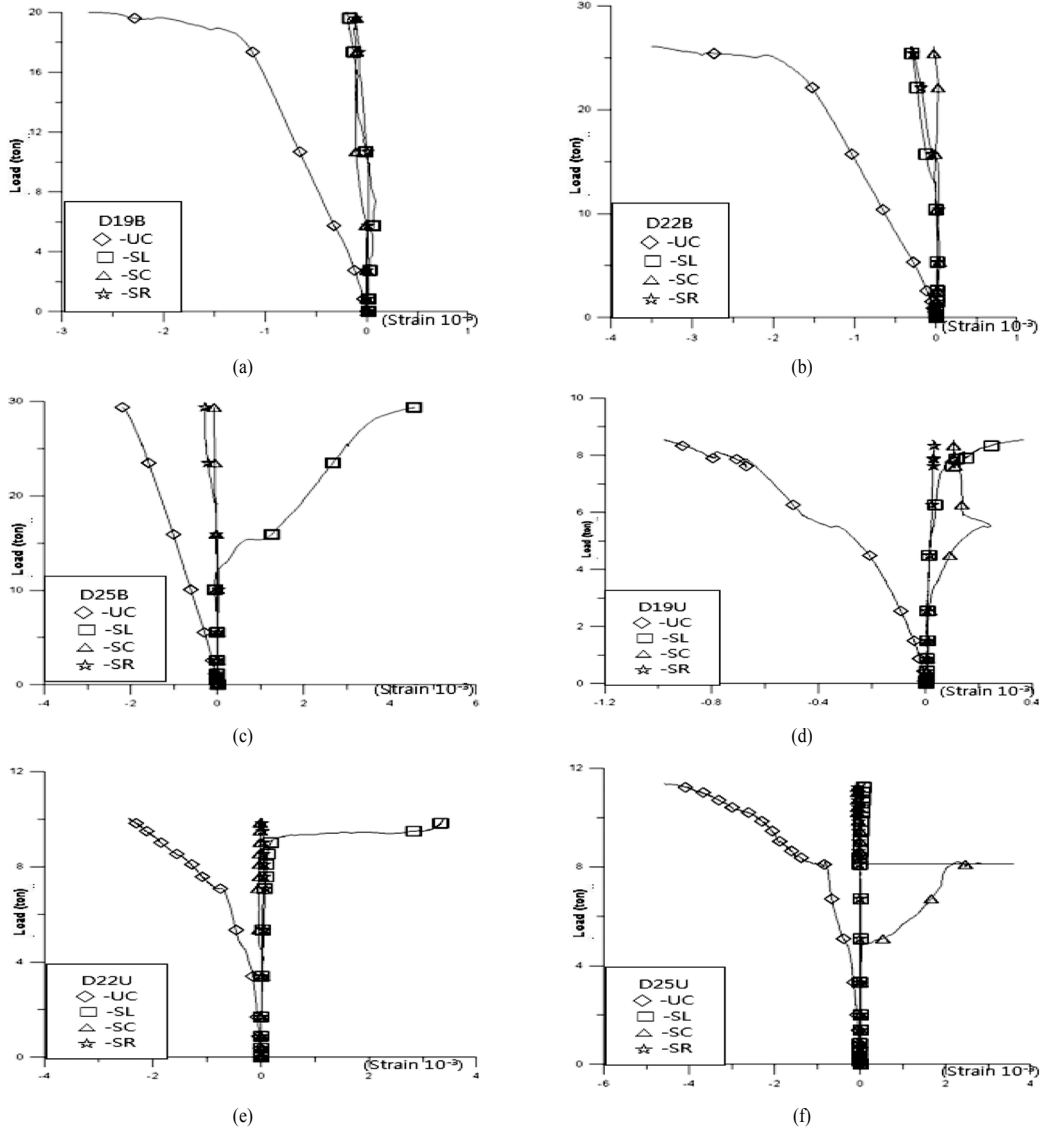 20
16
12
8
4
0
Load (ton)
D19B
-UC
-SL
-SC
-SR
-3 -2 -1 0 1
(Strain 10⁻³)
(a)
30
20
10
0
Load (ton)
D22B
-UC
-SL
-SC
-SR
-4 -3 -2 -1 0 1
(Strain 10⁻³)
(b)
30
20
10
0
Load (ton)
D25B
-UC
-SL
-SC
-SR
-4 -2 0 2 4 6
(Strain 10⁻³)
(c)
10
8
6
4
2
0
Load (ton)
D19U
-UC
-SL
-SC
-SR
-1.2 -0.8 -0.4 0 0.4
(Strain 10⁻³)
(d)
12
8
4
0
Load (ton)
D22U
-UC
-SL
-SC
-SR
-4 -2 0 2 4
(Strain 10⁻³)
(e)
12
8
4
0
Load (ton)
D25U
-UC
-SL
-SC
-SR
-6 -4 -2 0 2 4
(Strain 10⁻³)
(f)